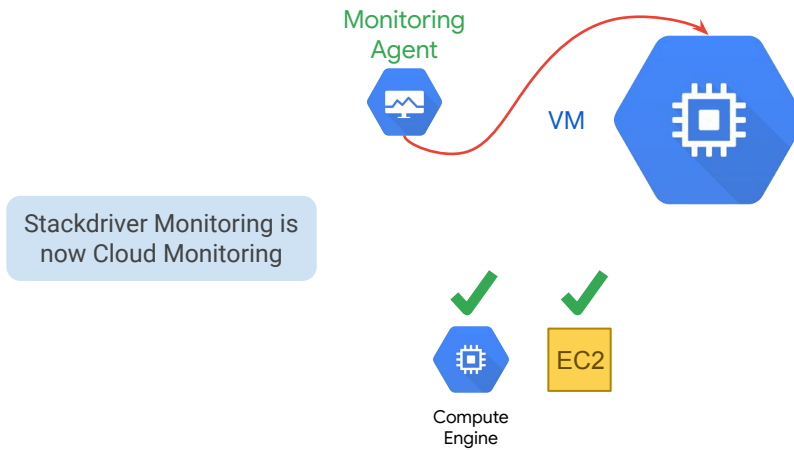 Monitoring
Agent
VM
Stackdriver Monitoring is
now Cloud Monitoring
EC2
Compute
Engine